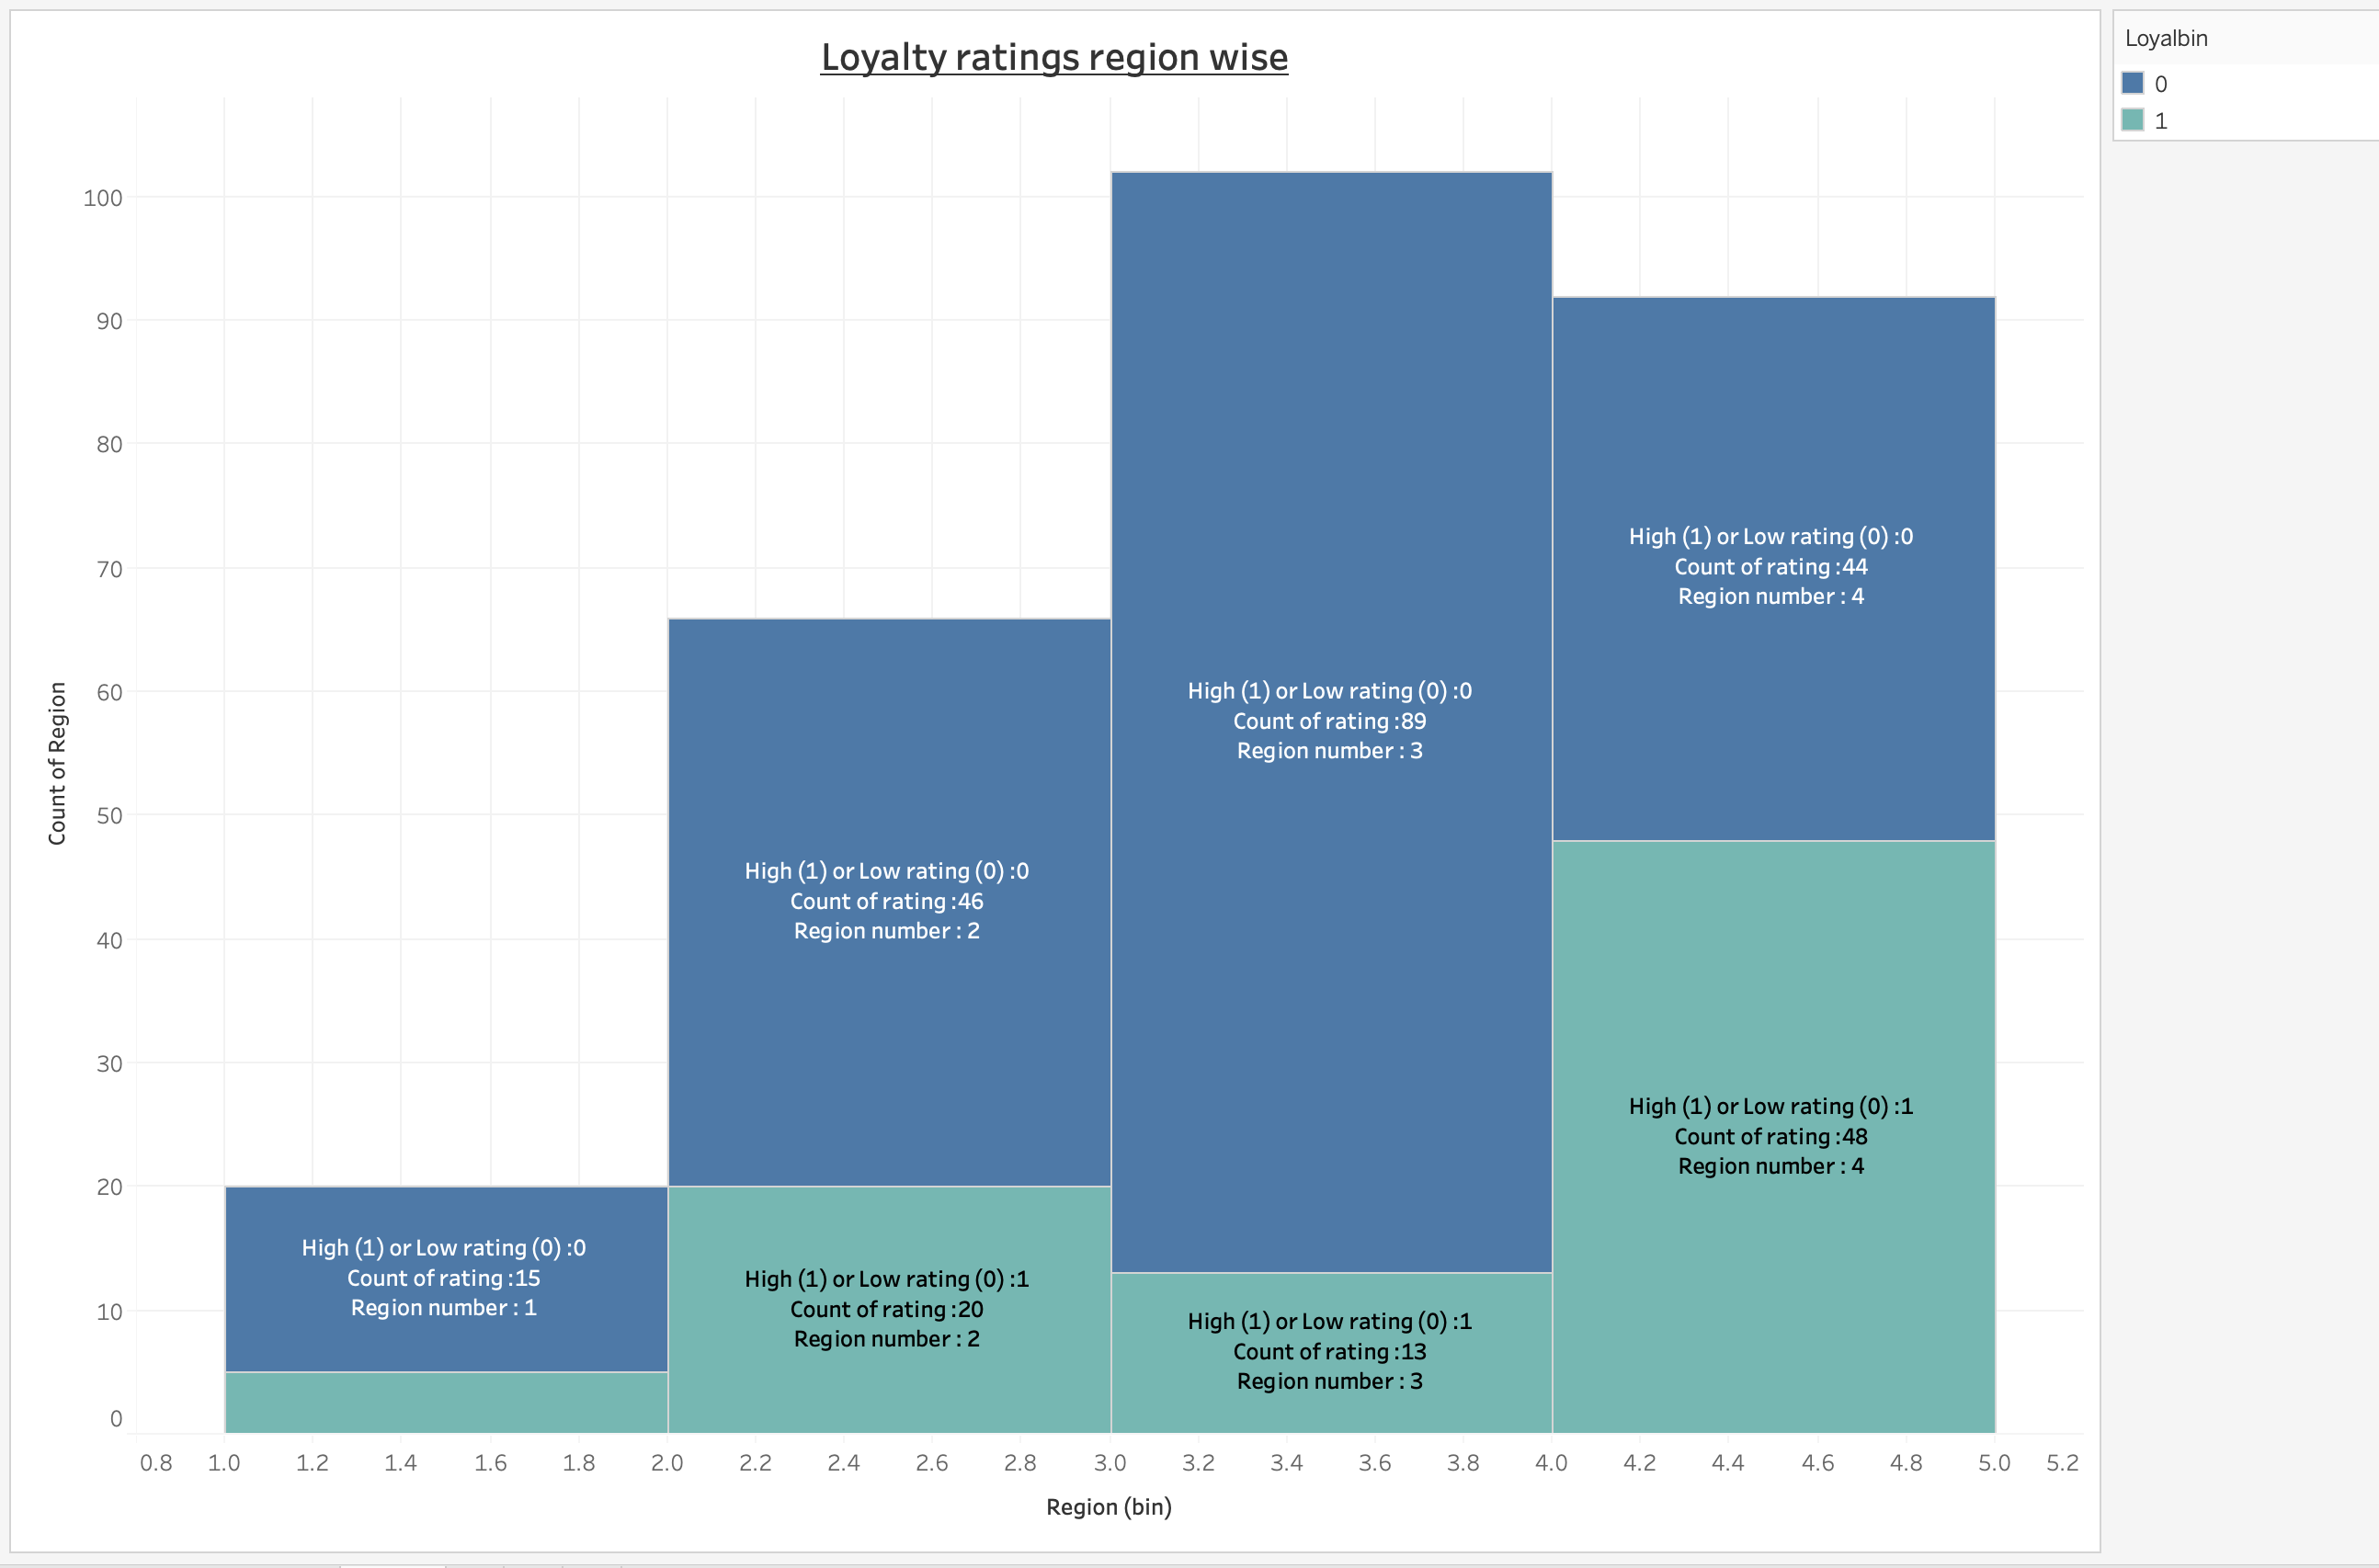 Loyalty ratings region wise
Loyalbin
0
1
Count of Region
100
90
80
70
60
50
40
30
20
10
0
High (1) or Low rating (0) :0
Count of rating :15
Region number : 1
High (1) or Low rating (0) :0
Count of rating :46
Region number : 2
High (1) or Low rating (0) :1
Count of rating :20
Region number : 2
High (1) or Low rating (0) :0
Count of rating :89
Region number : 3
High (1) or Low rating (0) :1
Count of rating :13
Region number : 3
High (1) or Low rating (0) :0
Count of rating :44
Region number : 4
High (1) or Low rating (0) :1
Count of rating :48
Region number : 4
0.8 1.0 1.2 1.4 1.6 1.8 2.0 2.2 2.4 2.6 2.8 3.0 3.2 3.4 3.6 3.8 4.0 4.2 4.4 4.6 4.8 5.0 5.2
Region (bin)